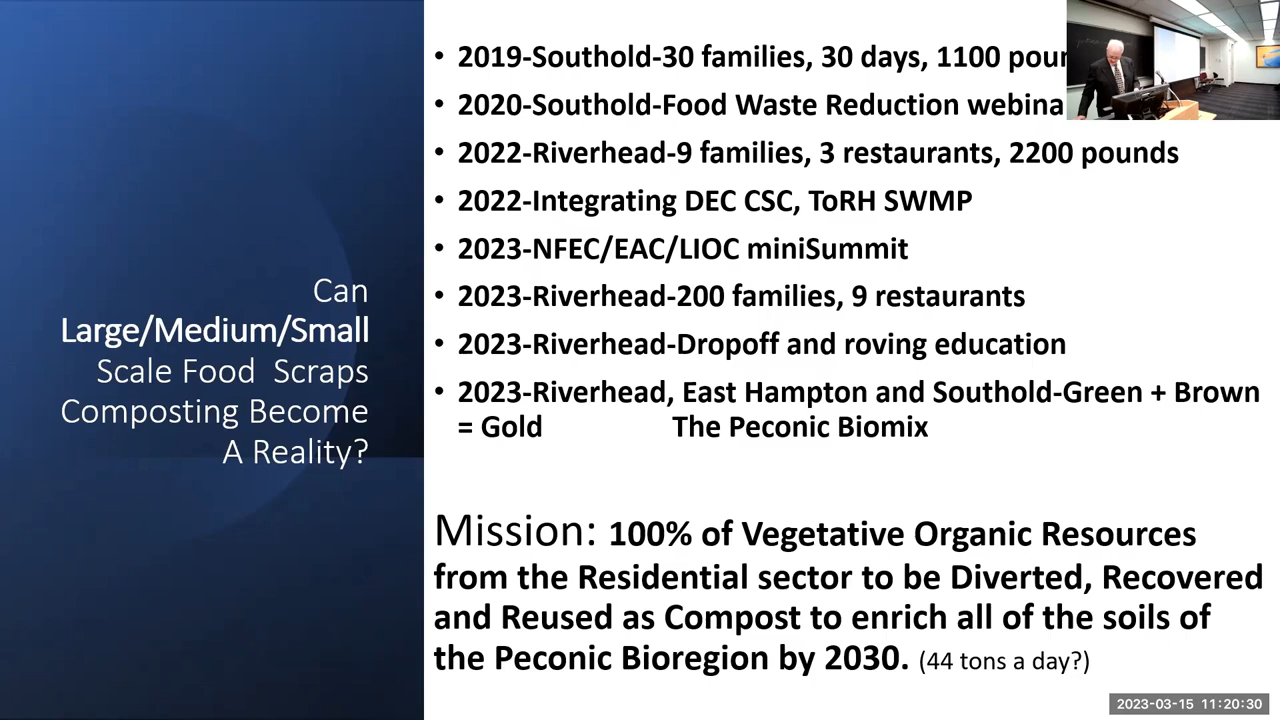 Can
Large/Medium/Small
Scale Food Scraps
Composting Become
A Reality?
• 2019-Southold-30 families, 30 days, 1100
• 2020-Southold-Food Waste Reduction
• 2022-Riverhead-9 families, 3 restaurants, 2200 pounds
• 2022-Integrating DEC CSC, ToRH SWMP
• 2023-NFEC/EAC/LIOC miniSummit
• 2023-Riverhead-200 families, 9 restaurants
• 2023-Riverhead-Dropoff and roving education
• 2023-Riverhead, East Hampton and Southold-Green + Brown
= Gold The Peconic Biomix
Mission: 100% of Vegetative Organic Resources
from the Residential sector to be Diverted, Recovered
and Reused as Compost to enrich all of the soils of
the Peconic Bioregion by 2030. (44 tons a day?)
2023-03-15 11:20:30